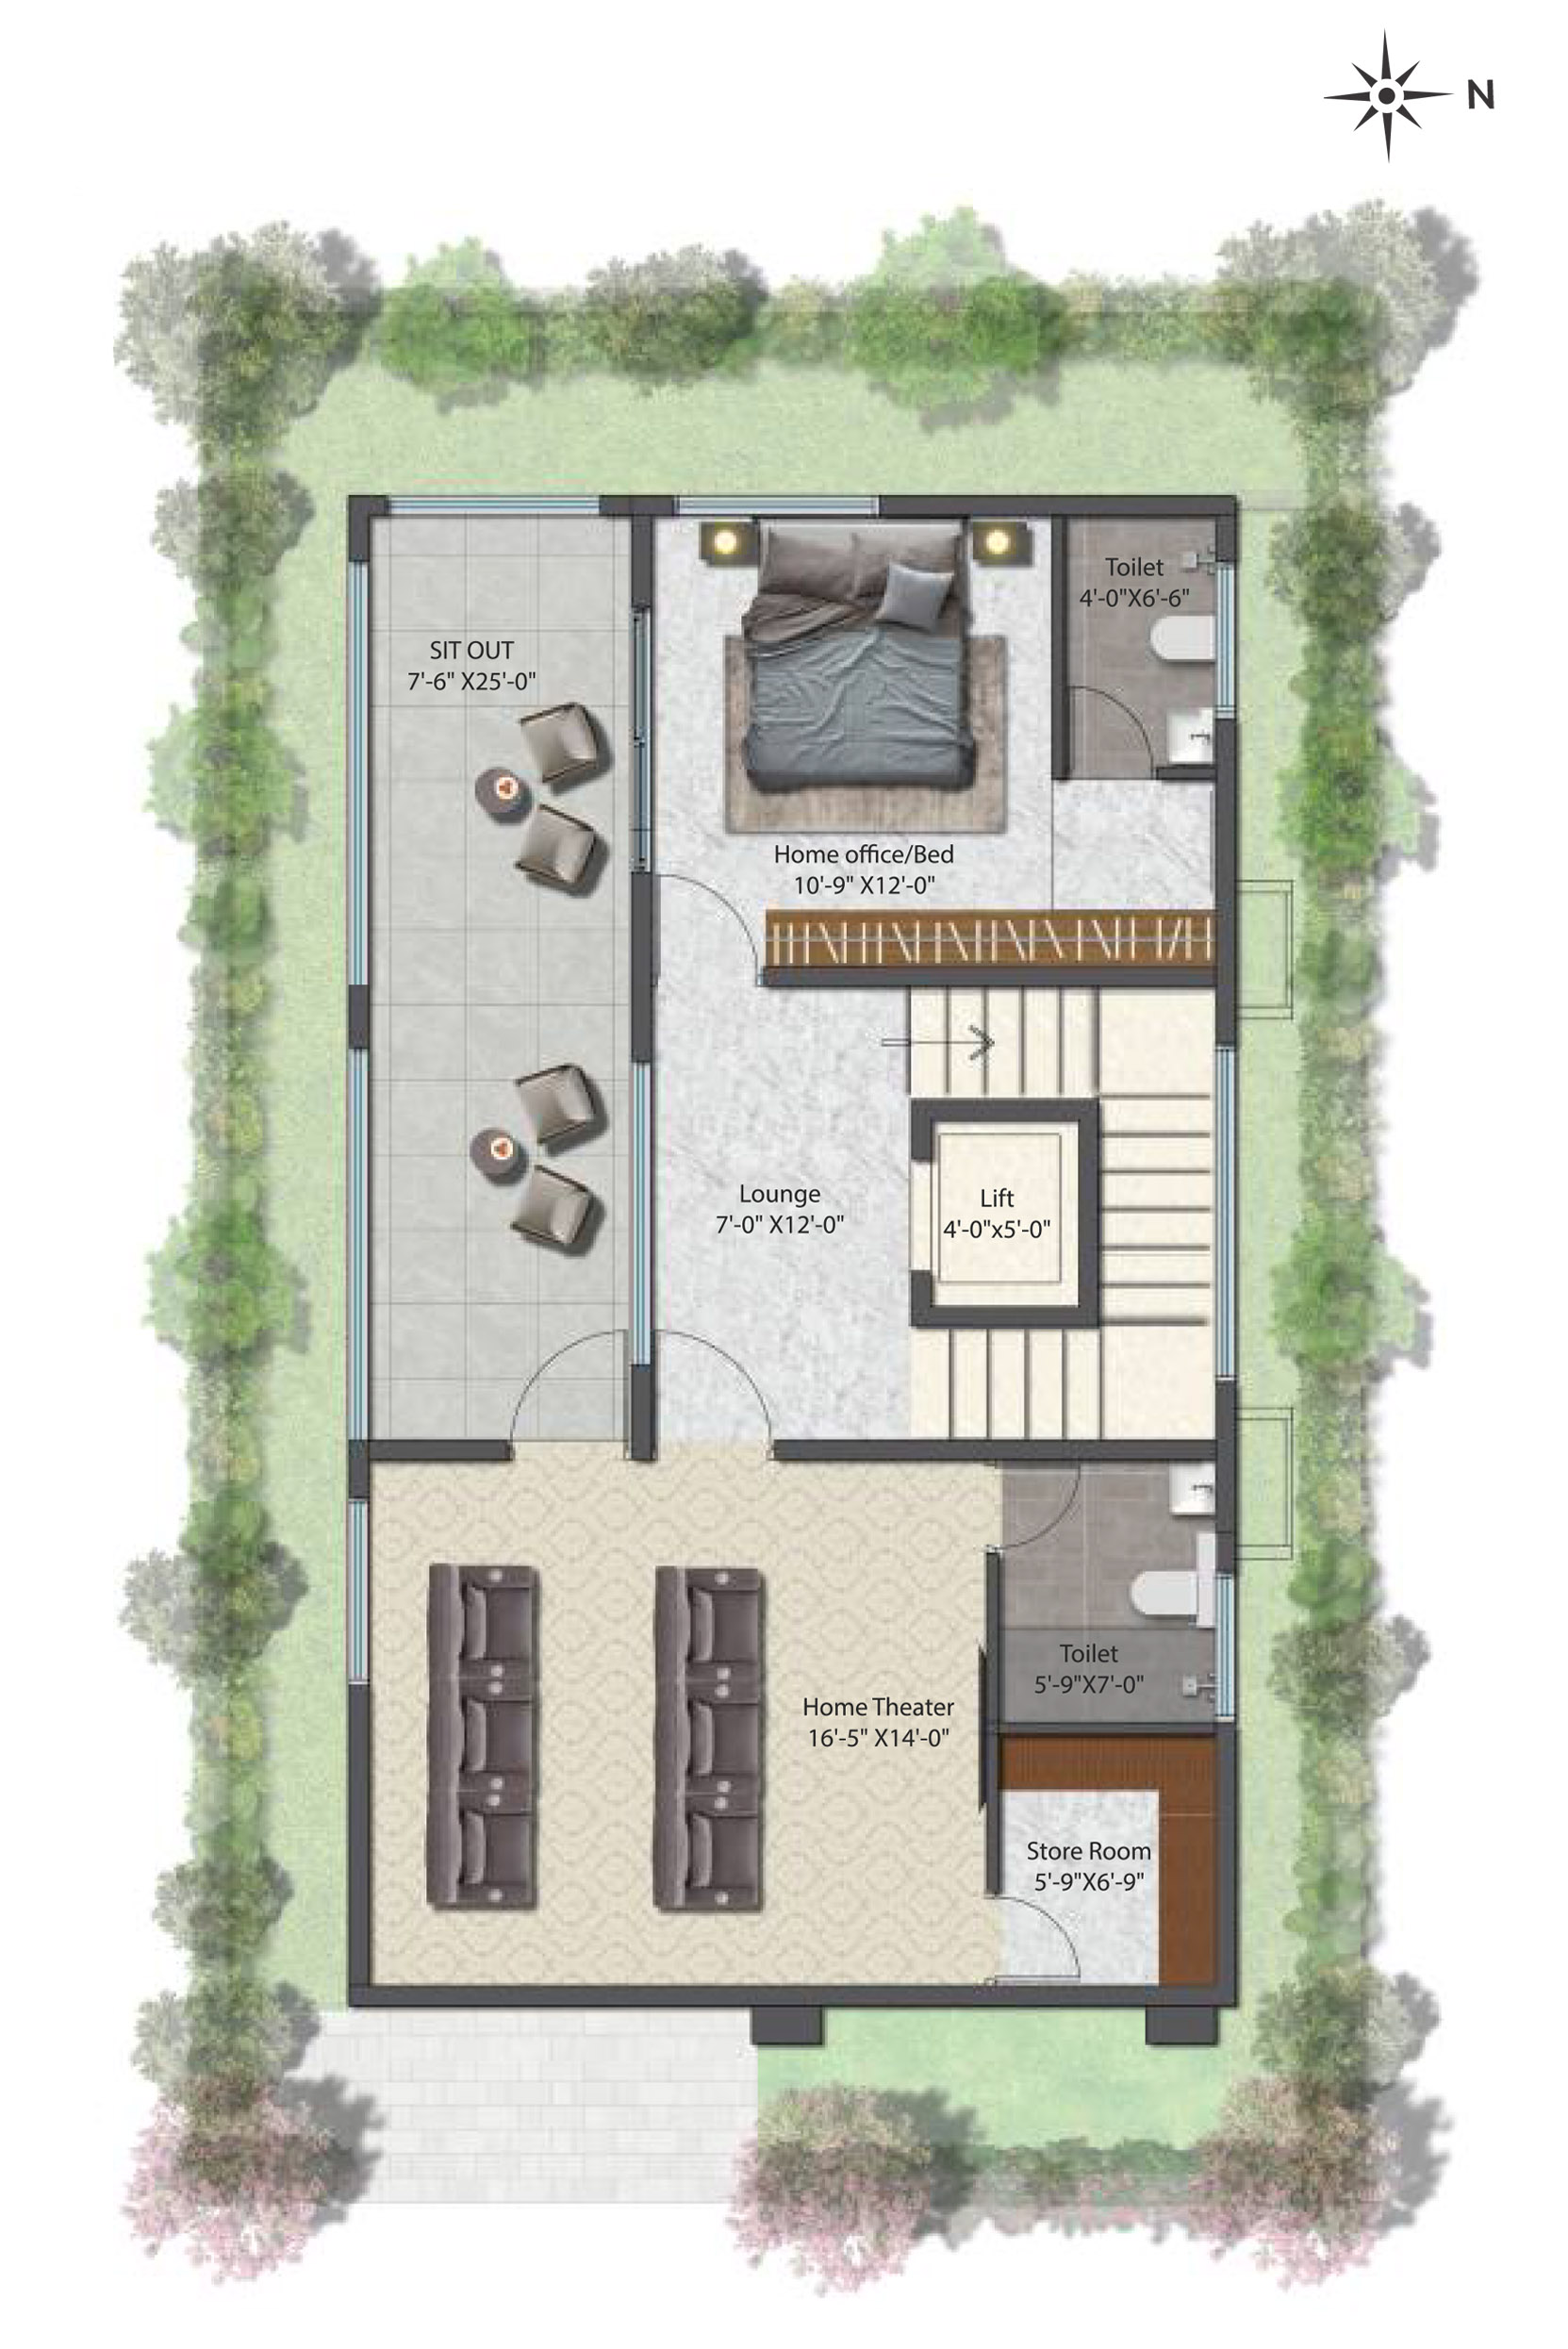 N
Toilet
4'-0"X6'-6"
SIT OUT
7'-6" X25'-0"
Home office/Bed
10'-9" X12'-0"
Lounge
7'-0" X12'-0"
Lift
4'-0"x5'-0"
Toilet
5'-9"X7'-0"
Home Theater
16'-5" X14'-0"
Store Room
5'-9"X6'-9"